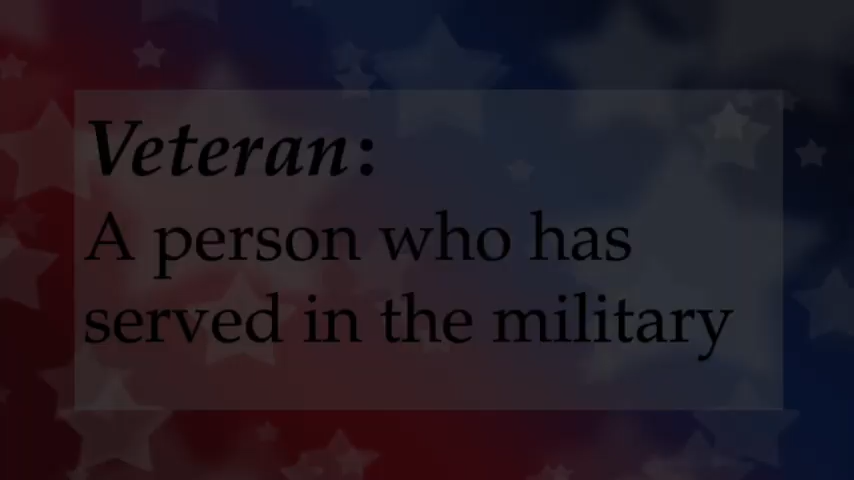 Veteran:
A person who has
served in the military